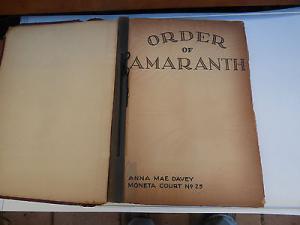 ORDER
OF
AMARANTH
ANNA MAE DAVEY
MONETA COURT Nº 25